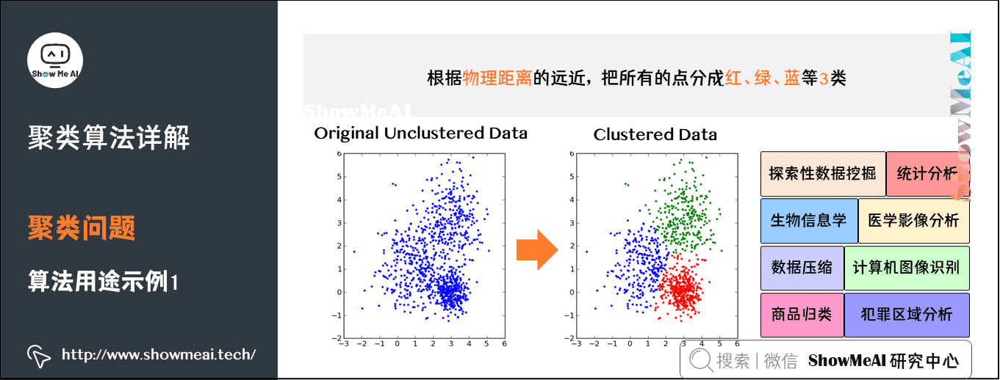 Show Me AI
聚类算法详解
聚类问题
算法用途示例1
http://www.showmeai.tech/
根据物理距离的远近，把所有的点分成红、绿、蓝等3类
ShowMeAI
ShowMeAI
Original Unclustered Data
6
5
4
3
2
1
0
−1
−2
−3 −2 −1 0 1 2 3 4 5 6
Clustered Data
6
5
4
3
2
1
0
−1
−2
−3 −2 −1 0 1 2 3 4 5 6
探索性数据挖掘 统计分析
生物信息学 医学影像分析
数据压缩 计算机图像识别
商品归类 犯罪区域分析
搜索 | 微信 ShowMeAI 研究中心